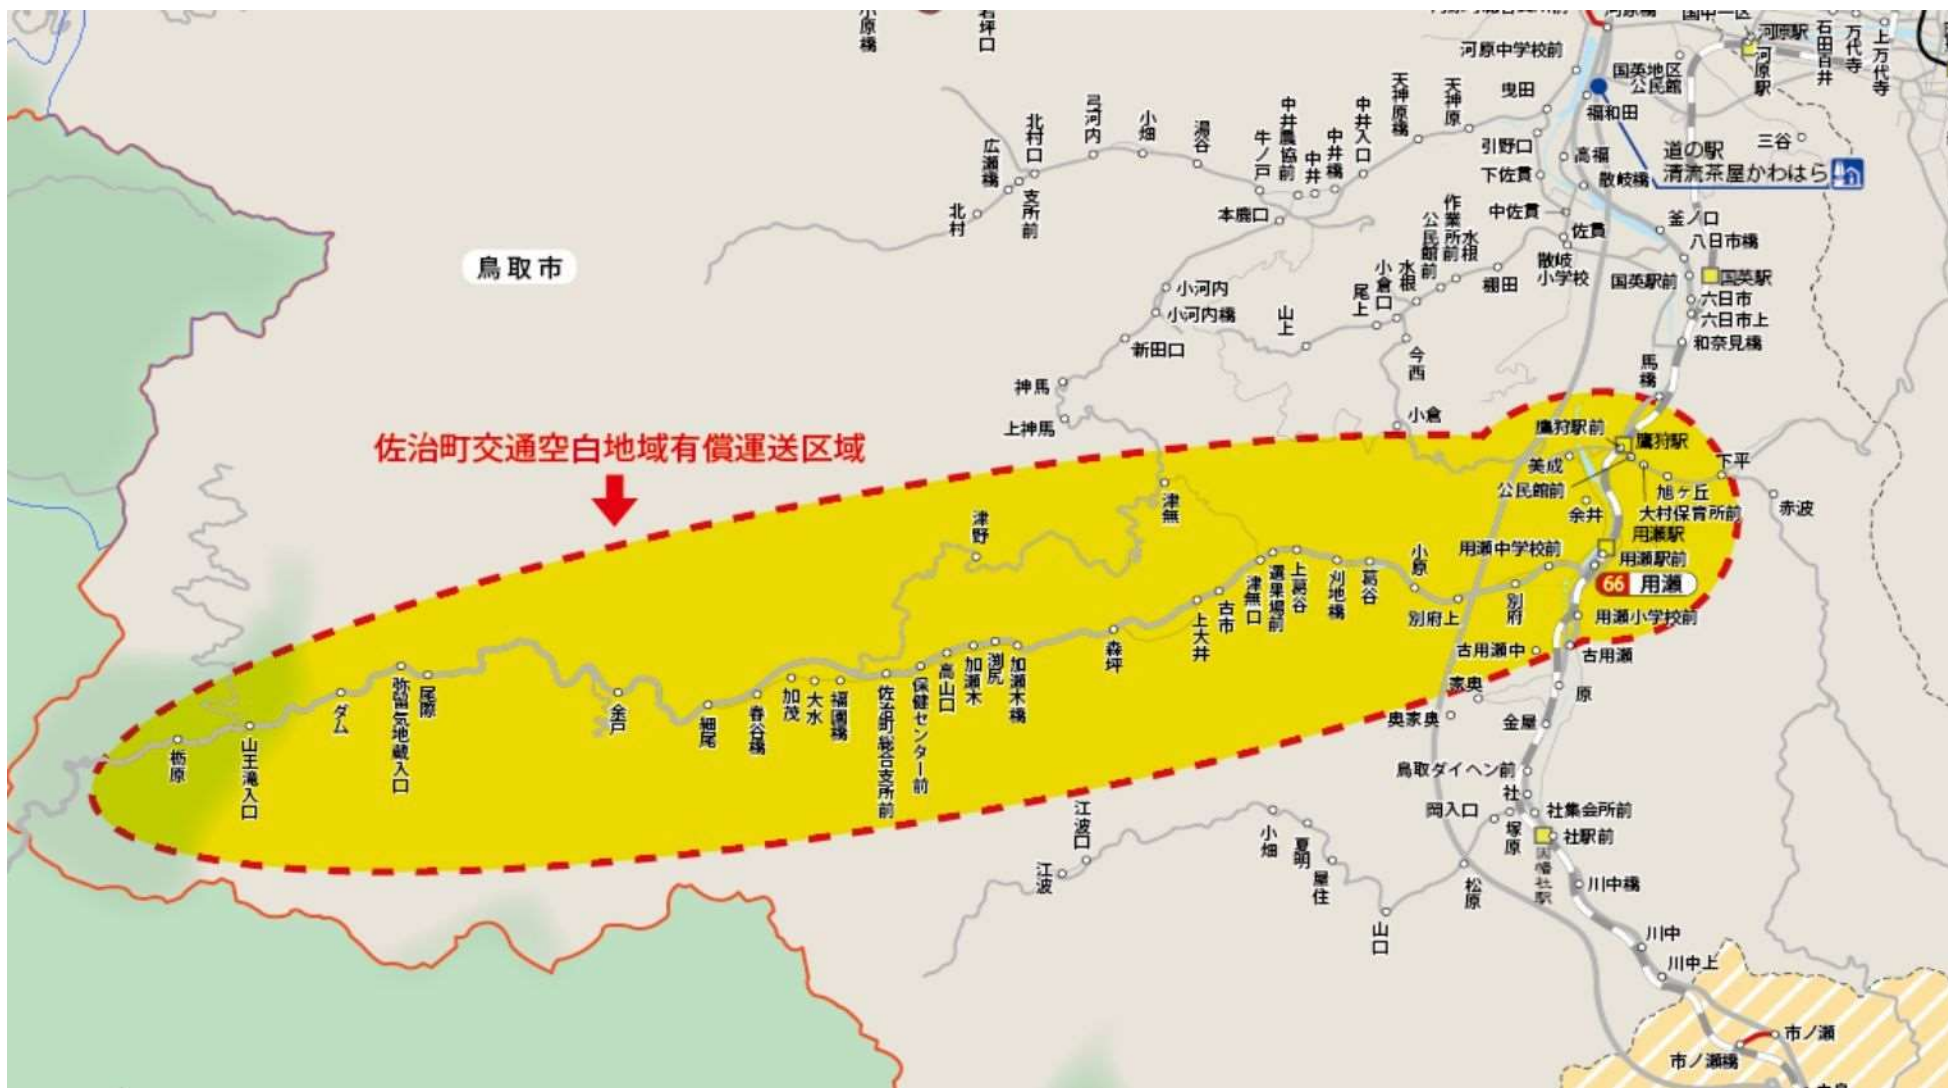 岩坪口
小原橋
河原中学校前
国英地区
公民館
河原駅
河原駅
石田百井
万代寺
上万代寺
曳田
福和田
三谷
道の駅
清流茶屋かわはら
引野口
高福
下佐貫
散岐橋
中佐貫
佐貫
釜ノ口
八日市橋
散岐
小学校
国英駅前
国英駅
六日市
六日市上
和奈見橋
馬橋
天神原
天神原橋
中井入口
中井橋
中井
中井農協前
牛ノ戸
湯谷
小畑
弓河内
北村口
広瀬橋
支所前
北村
本鹿口
鳥取市
小河内
小河内橋
新田口
神馬
上神馬
山上
尾上
小倉口
水根
公民館前
作業所前
水根
棚田
今西
小倉
佐治町交通空白地域有償運送区域
鷹狩駅前
鷹狩駅
下平
美成
公民館前
旭ヶ丘
大村保育所前
赤波
余井
用瀬駅
用瀬中学校前
用瀬駅前
66 用瀬
用瀬小学校前
古用瀬中
古用瀬
津無
津野
小原
葛谷
刈地橋
上葛谷
選果場前
津無口
古市
上大井
別府上
別府
森坪
加瀬木橋
渕尻
加瀬木
高山口
保健センター前
佐治町総合支所前
福園橋
大水
加茂
春谷橋
細尾
余戸
尾際
弥留気地蔵入口
ダム
山王滝入口
栃原
家奥
奥家奥
原
金屋
鳥取ダイヘン前
社
岡入口
塚原
社集会所前
社駅前
因幡社駅
松原
川中橋
川中
川中上
江波口
江波
小畑
夏明
屋住
山口
市ノ瀬
市ノ瀬橋